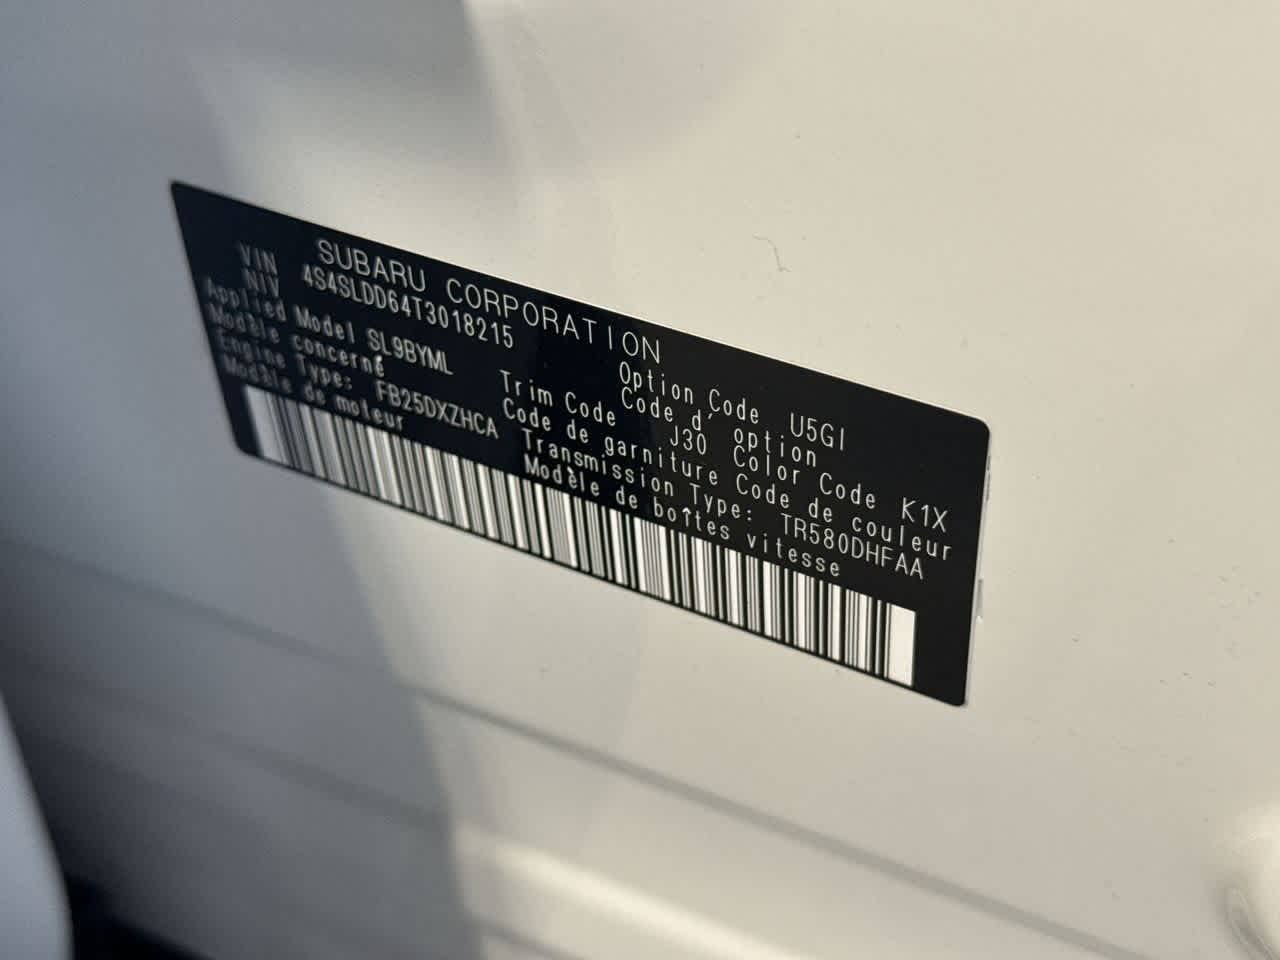 SUBARU CORPORATION
VIN
NIV 4S4SLDD64T3018215
Option Code U5GI
Code d'option
Applied Model SL9BYML
Modèle concerné
Trim Code J30 Color Code K1X
Code de garniture Code de couleur
Engine Type: FB25DXZHCA
Modèle de moteur
Transmission Type: TR580DHFAA
Modèle de boîtes vitesse